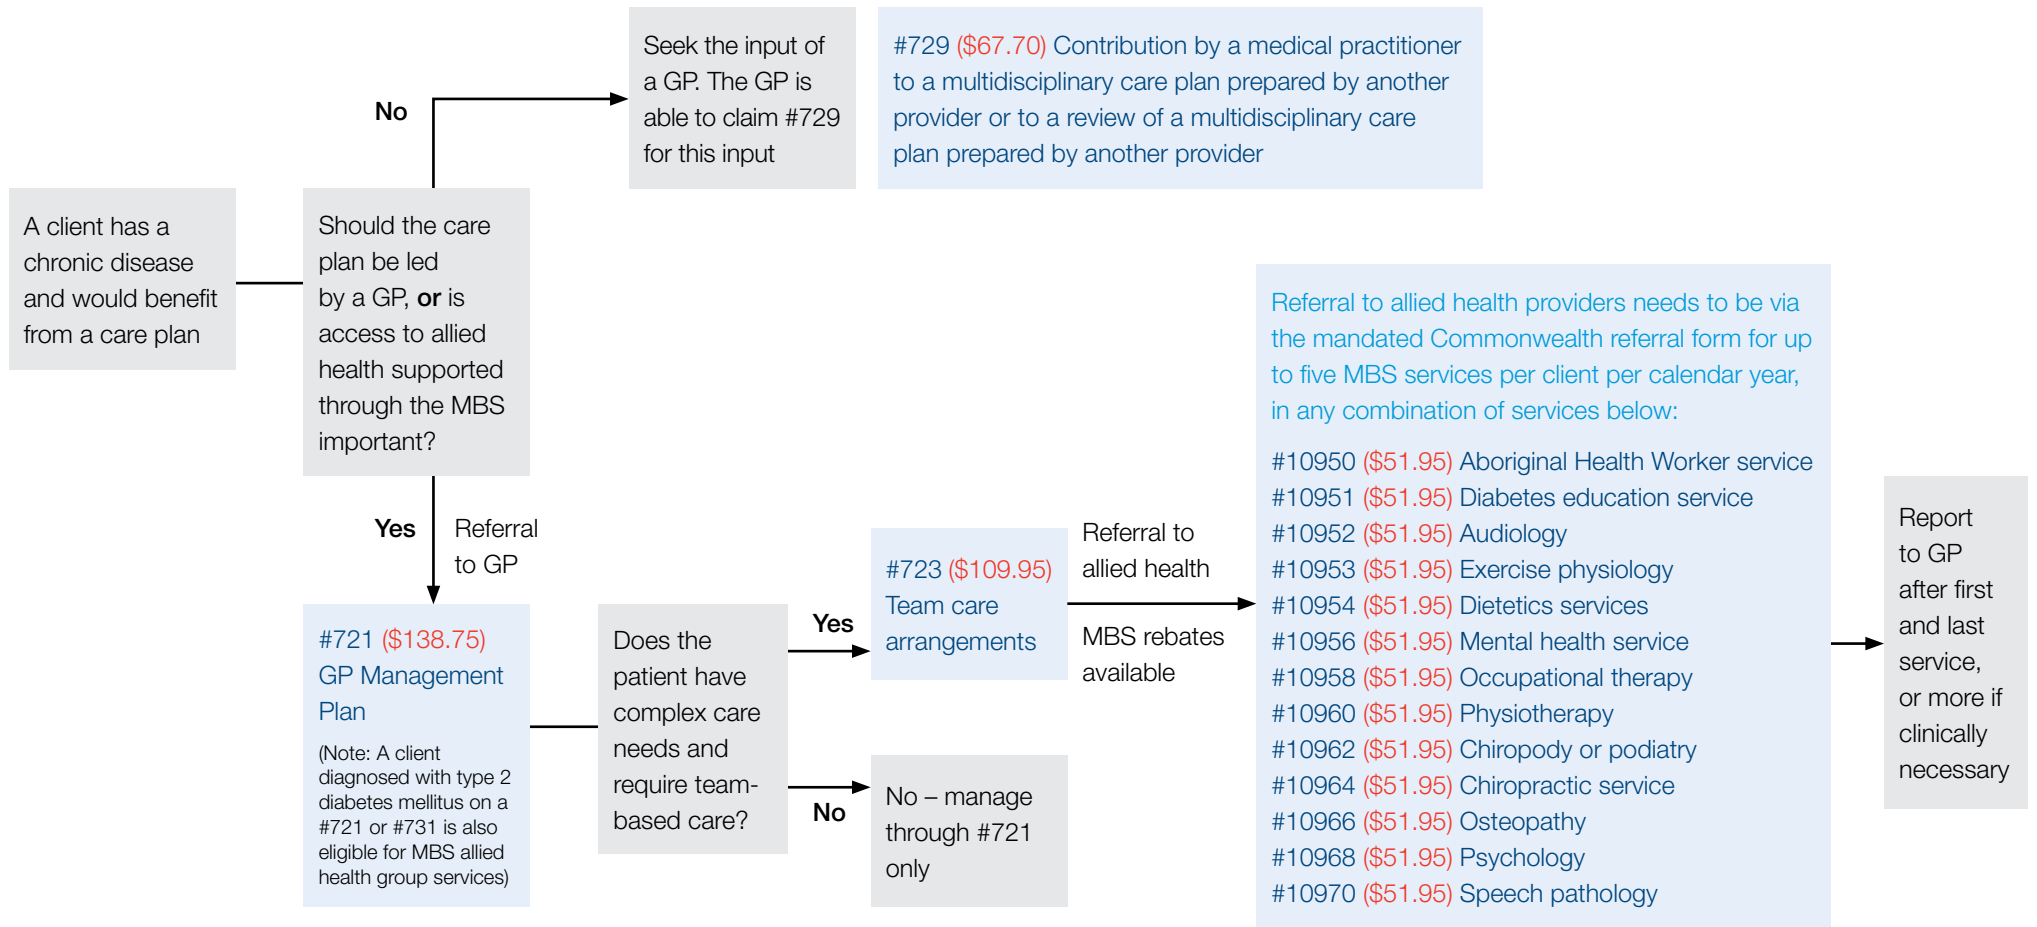 A client has a
chronic disease
and would benefit
from a care plan
Should the care
plan be led
by a GP, or is
access to allied
health supported
through the MBS
important?
No
Seek the input of
a GP. The GP is
able to claim #729
for this input
#729 ($67.70) Contribution by a medical practitioner
to a multidisciplinary care plan prepared by another
provider or to a review of a multidisciplinary care
plan prepared by another provider
Yes
Referral
to GP
#721 ($138.75)
GP Management
Plan
(Note: A client
diagnosed with type 2
diabetes mellitus on a
#721 or #731 is also
eligible for MBS allied
health group services)
Does the
patient have
complex care
needs and
require team-
based care?
Yes
#723 ($109.95)
Team care
arrangements
No
No – manage
through #721
only
Referral to
allied health
MBS rebates
available
Referral to allied health providers needs to be via
the mandated Commonwealth referral form for up
to five MBS services per client per calendar year,
in any combination of services below:
#10950 ($51.95) Aboriginal Health Worker service
#10951 ($51.95) Diabetes education service
#10952 ($51.95) Audiology
#10953 ($51.95) Exercise physiology
#10954 ($51.95) Dietetics services
#10956 ($51.95) Mental health service
#10958 ($51.95) Occupational therapy
#10960 ($51.95) Physiotherapy
#10962 ($51.95) Chiropody or podiatry
#10964 ($51.95) Chiropractic service
#10966 ($51.95) Osteopathy
#10968 ($51.95) Psychology
#10970 ($51.95) Speech pathology
Report
to GP
after first
and last
service,
or more if
clinically
necessary